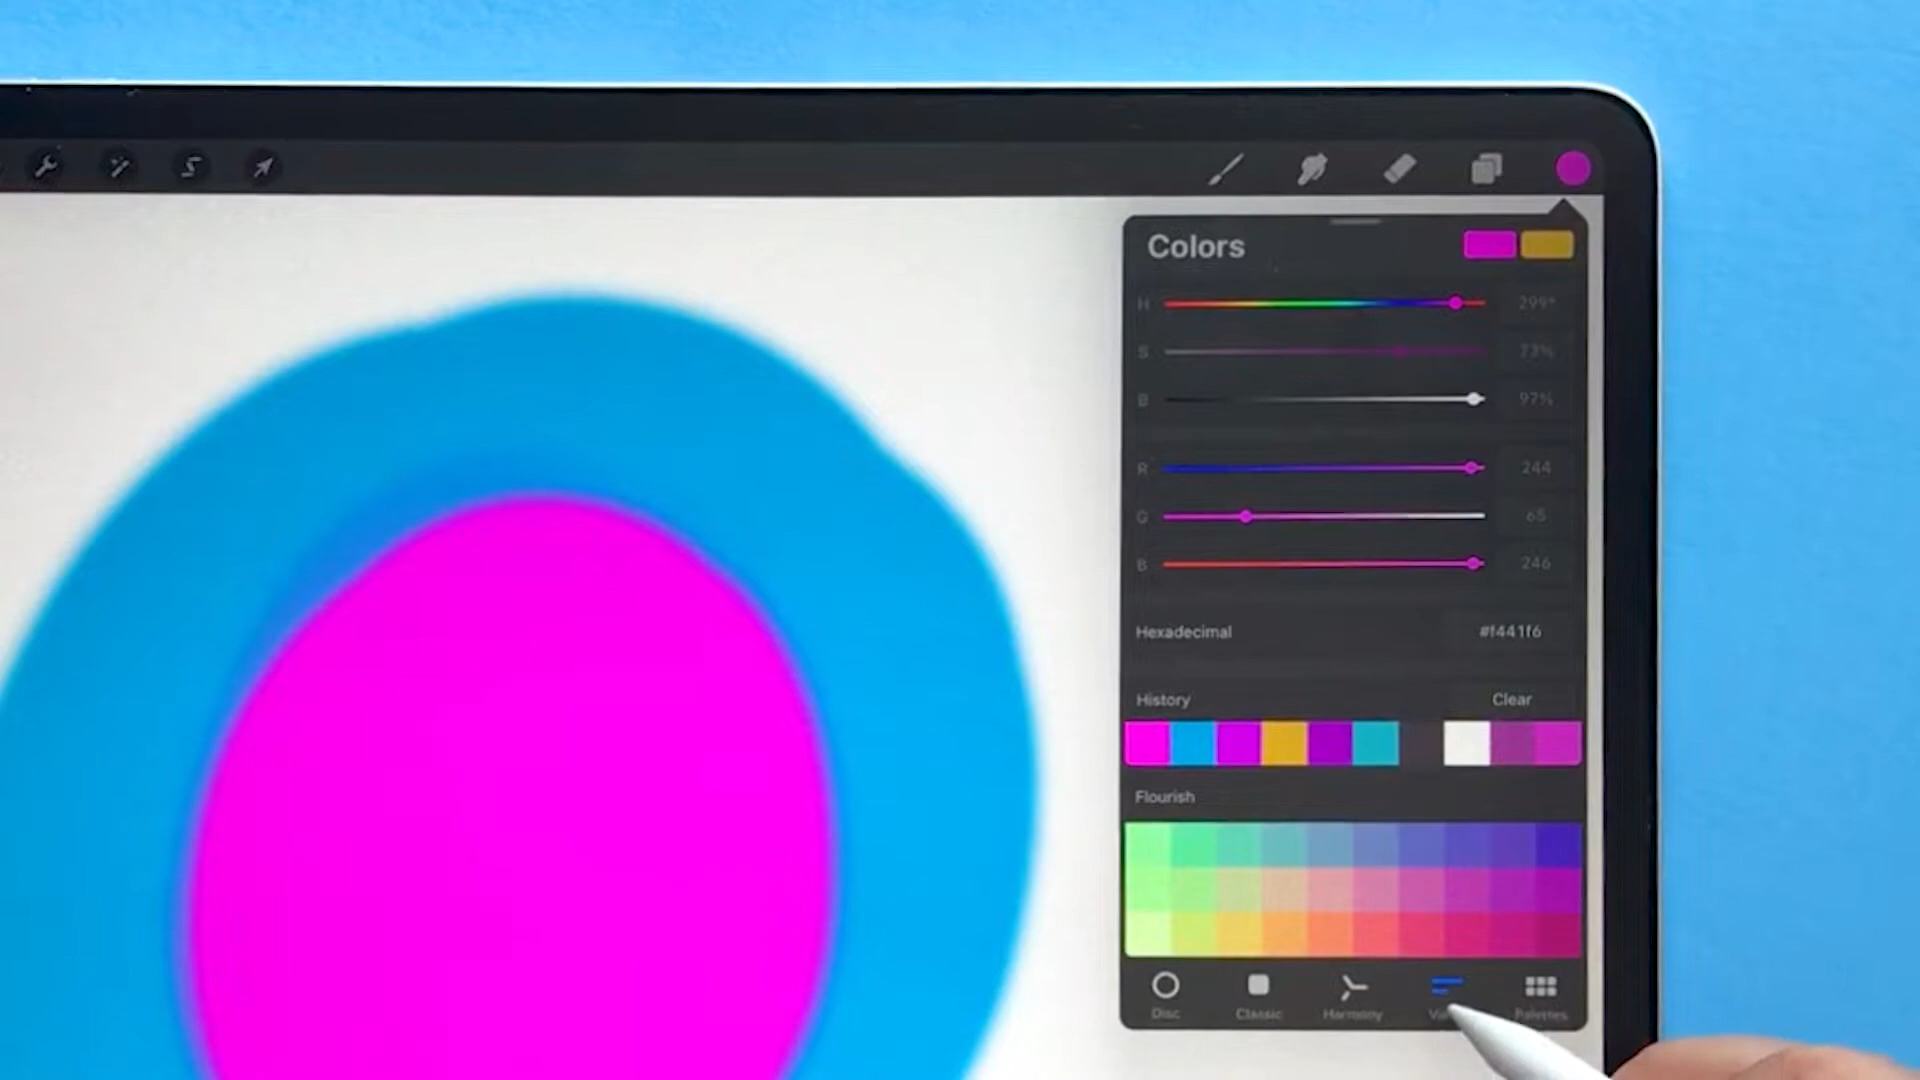 Colors
H 299°
S 73%
B 97%
R 244
G 65
B 246
Hexadecimal #f441f6
History Clear
Flourish
Disc Classic Harmony Palettes